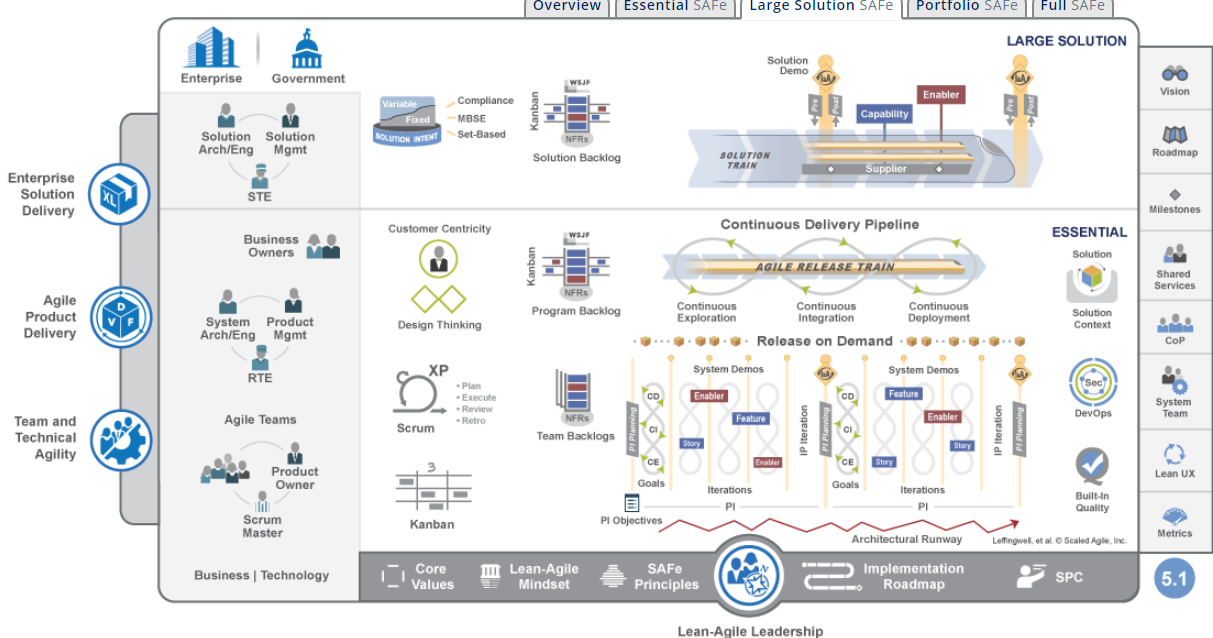 Overview
Essential SAFe
Large Solution SAFe
Portfolio SAFe
Full SAFe
Enterprise
Government
LARGE SOLUTION
Solution
Arch/Eng
Solution
Mgmt
STE
Variable
Fixed
SOLUTION INTENT
Compliance
MBSE
Set-Based
WSJF
Kanban
NFRs
Solution Backlog
Solution
Demo
I&A
Pre
Post
Capability
Enabler
Pre
Post
I&A
SOLUTION
TRAIN
Supplier
Enterprise
Solution
Delivery
XL
Agile
Product
Delivery
D
V
F
Team and
Technical
Agility
Business
Owners
System
Arch/Eng
Product
Mgmt
RTE
Agile Teams
Product
Owner
Scrum
Master
Business | Technology
Customer Centricity
Design Thinking
XP
Scrum
• Plan
• Execute
• Review
• Retro
3
Kanban
WSJF
Kanban
NFRs
Program Backlog
NFRs
Team Backlogs
ESSENTIAL
Continuous Delivery Pipeline
AGILE RELEASE TRAIN
Continuous
Exploration
Continuous
Integration
Continuous
Deployment
Release on Demand
System Demos
I&A
System Demos
I&A
PI Planning
CD
CI
CE
Goals
Enabler
Feature
Story
Enabler
Iterations
IP Iteration
PI Planning
CD
CI
CE
Goals
Feature
Enabler
Story
Story
Iterations
IP Iteration
PI Planning
PI
PI
PI Objectives
Architectural Runway
Leffingwell, et al. © Scaled Agile, Inc.
Solution
Solution
Context
Sec
DevOps
Built-In
Quality
Vision
Roadmap
Milestones
Shared
Services
CoP
System
Team
Lean UX
Metrics
5.1
Core
Values
Lean-Agile
Mindset
SAFe
Principles
N
Implementation
Roadmap
SPC
Lean-Agile Leadership